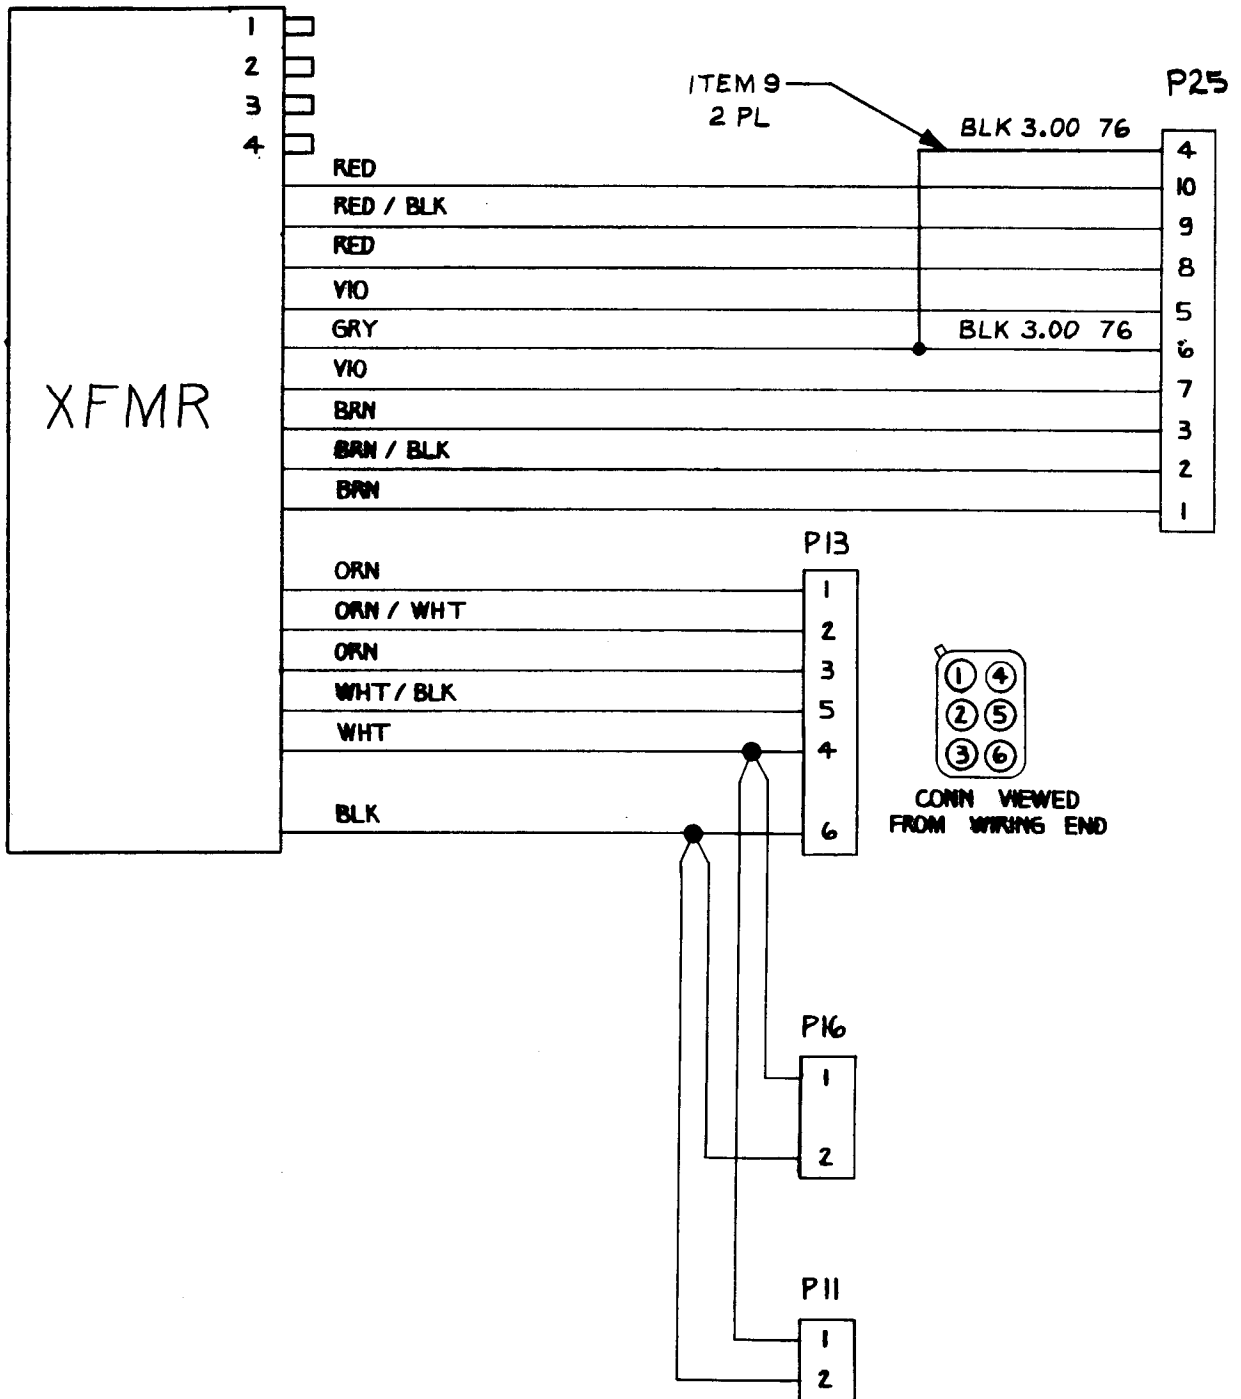 1
2
3
4
XFMR
RED
RED / BLK
RED
VIO
GRY
VIO
BRN
BRN / BLK
BRN
ORN
ORN / WHT
ORN
WHT / BLK
WHT
BLK
ITEM 9
2 PL
BLK 3.00 76
BLK 3.00 76
P25
4
10
9
8
5
6
7
3
2
1
P13
1
2
3
5
4
6
1 4
2 5
3 6
CONN VIEWED
FROM WIRING END
P16
1
2
P11
1
2